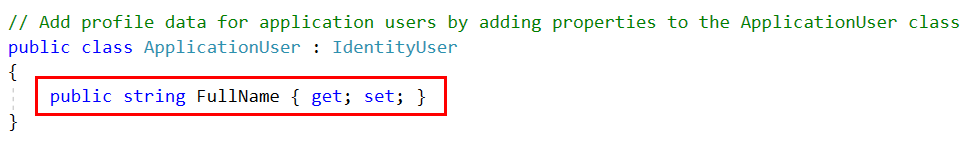 // Add profile data for application users by adding properties to the ApplicationUser class
public class ApplicationUser : IdentityUser
{
public string FullName { get; set; }
}